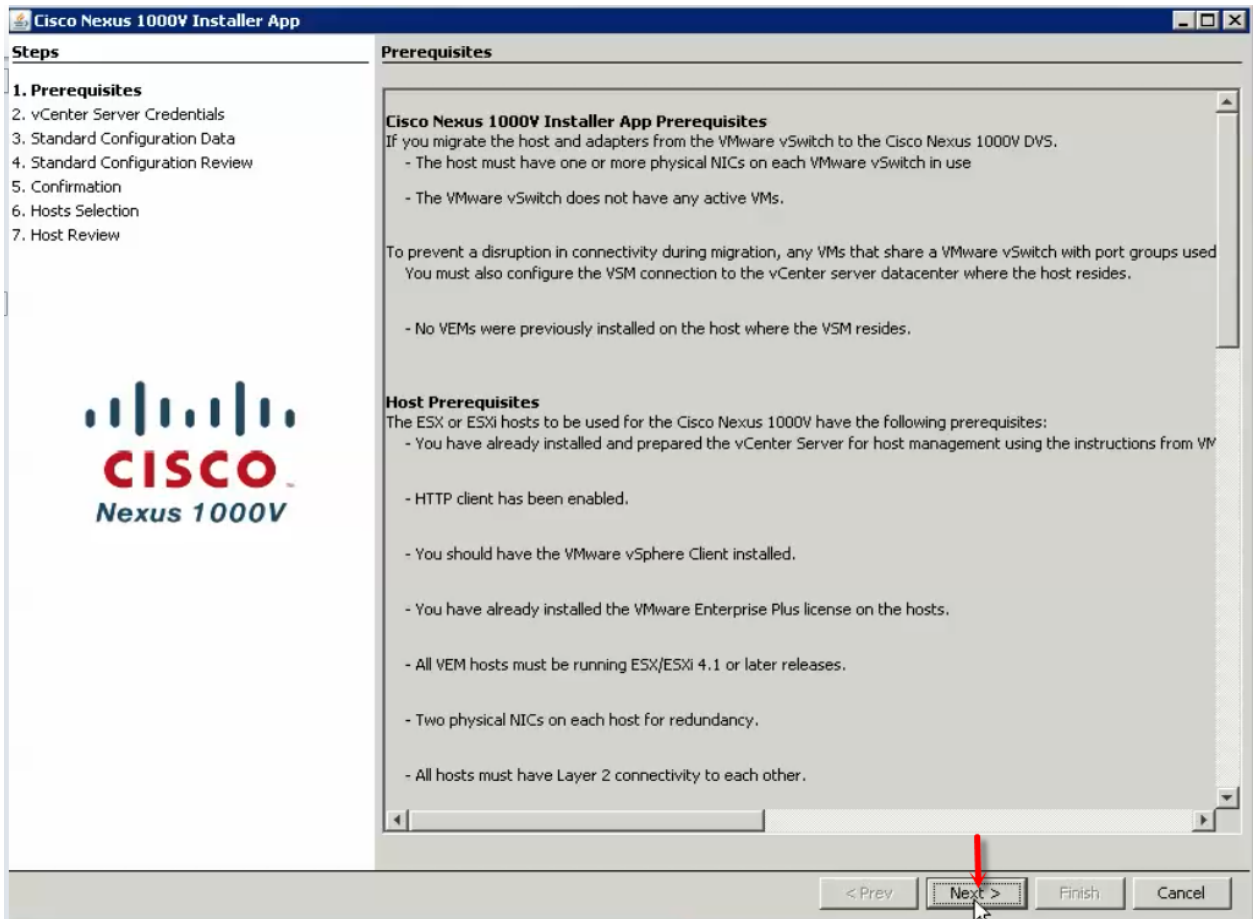 Cisco Nexus 1000V Installer App
Steps
1. Prerequisites
2. vCenter Server Credentials
3. Standard Configuration Data
4. Standard Configuration Review
5. Confirmation
6. Hosts Selection
7. Host Review
CISCO
Nexus 1000V
Prerequisites
Cisco Nexus 1000V Installer App Prerequisites
If you migrate the host and adapters from the VMware vSwitch to the Cisco Nexus 1000V DVS.
- The host must have one or more physical NICs on each VMware vSwitch in use
- The VMware vSwitch does not have any active VMs.
To prevent a disruption in connectivity during migration, any VMs that share a VMware vSwitch with port groups used
You must also configure the VSM connection to the vCenter server datacenter where the host resides.
- No VEMs were previously installed on the host where the VSM resides.
Host Prerequisites
The ESX or ESXi hosts to be used for the Cisco Nexus 1000V have the following prerequisites:
- You have already installed and prepared the vCenter Server for host management using the instructions from VM
- HTTP client has been enabled.
- You should have the VMware vSphere Client installed.
- You have already installed the VMware Enterprise Plus license on the hosts.
- All VEM hosts must be running ESX/ESXi 4.1 or later releases.
- Two physical NICs on each host for redundancy.
- All hosts must have Layer 2 connectivity to each other.
< Prev
Next >
Finish
Cancel